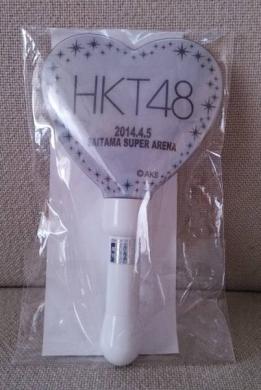 HKT48
2014.4.5
SAITAMA SUPER ARENA
©AKS